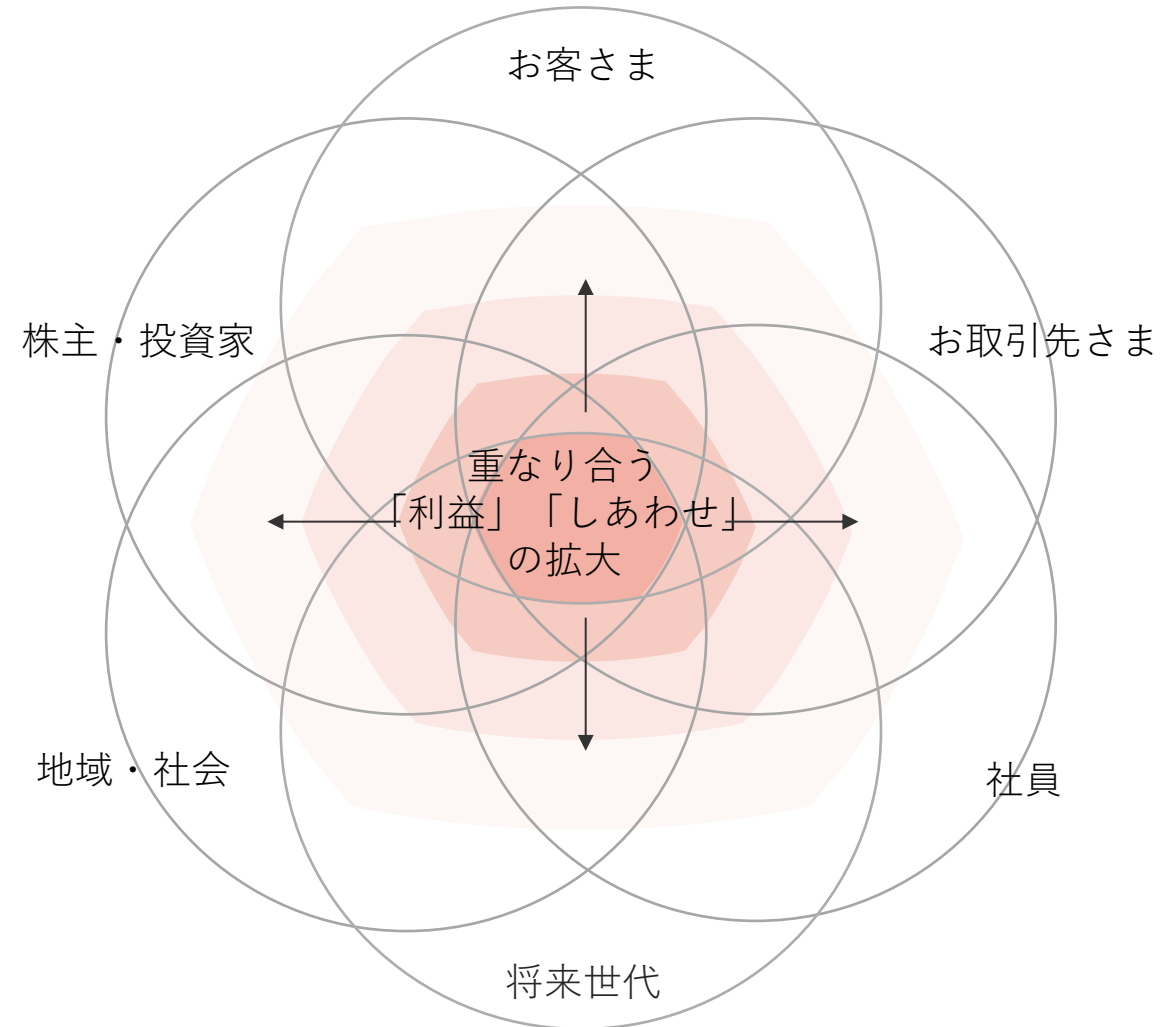 お客さま
株主・投資家
お取引先さま
重なり合う
「利益」「しあわせ」
の拡大
地域・社会
社員
将来世代